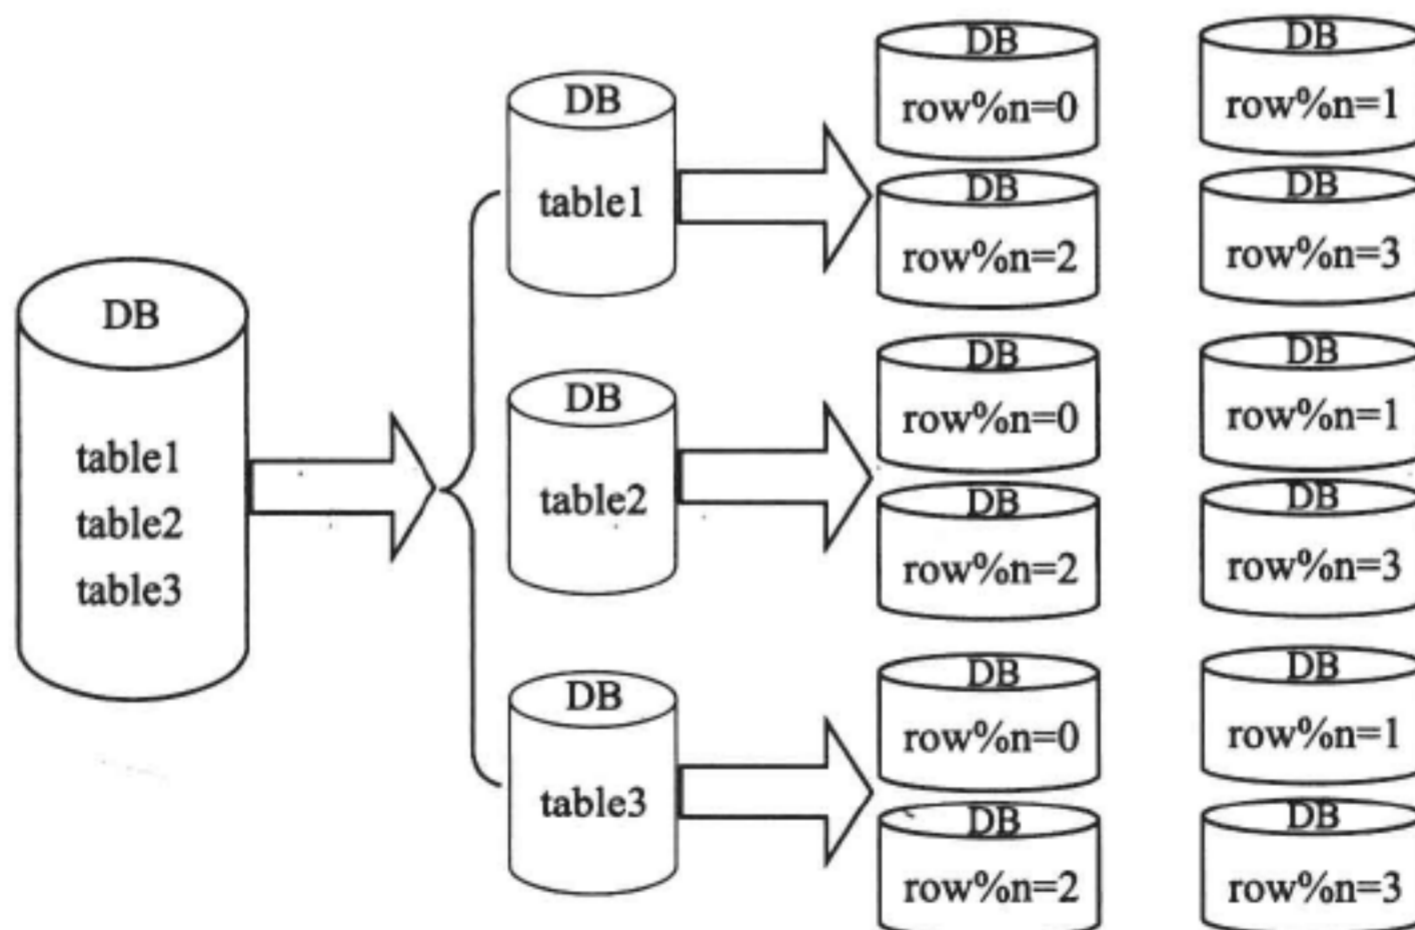 DB
table1
table2
table3
DB
table1
DB
table2
DB
table3
DB
row%n=0
DB
row%n=1
DB
row%n=2
DB
row%n=3
DB
row%n=0
DB
row%n=1
DB
row%n=2
DB
row%n=3
DB
row%n=0
DB
row%n=1
DB
row%n=2
DB
row%n=3